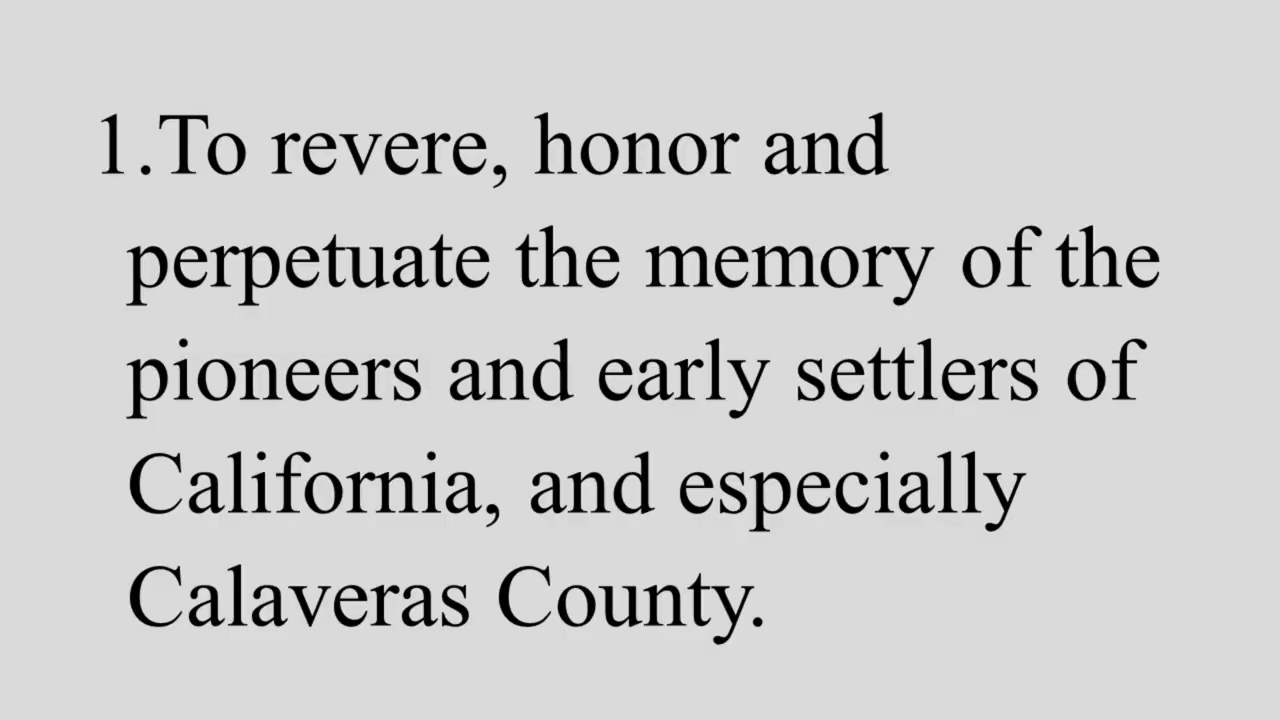 1.To revere, honor and
perpetuate the memory of the
pioneers and early settlers of
California, and especially
Calaveras County.